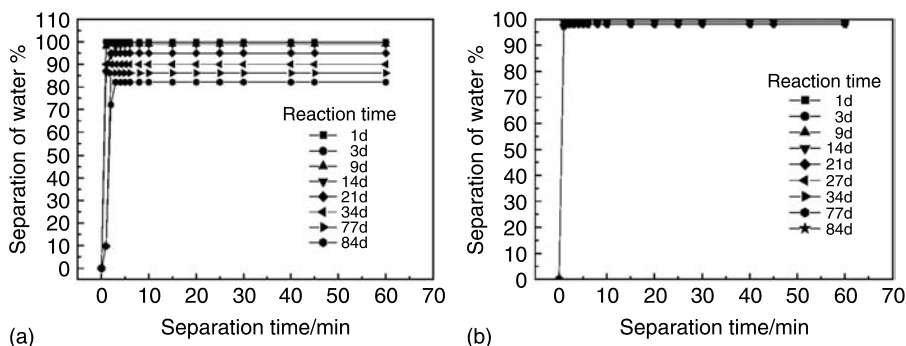 (a)
Separation of water %
110
100
90
80
70
60
50
40
30
20
10
0
Reaction time
1d
3d
9d
14d
21d
34d
77d
84d
0 10 20 30 40 50 60 70
Separation time/min
(b)
Separation of water %
100
90
80
70
60
50
40
30
20
10
0
Reaction time
1d
3d
9d
14d
21d
27d
34d
77d
84d
0 10 20 30 40 50 60 70
Separation time/min